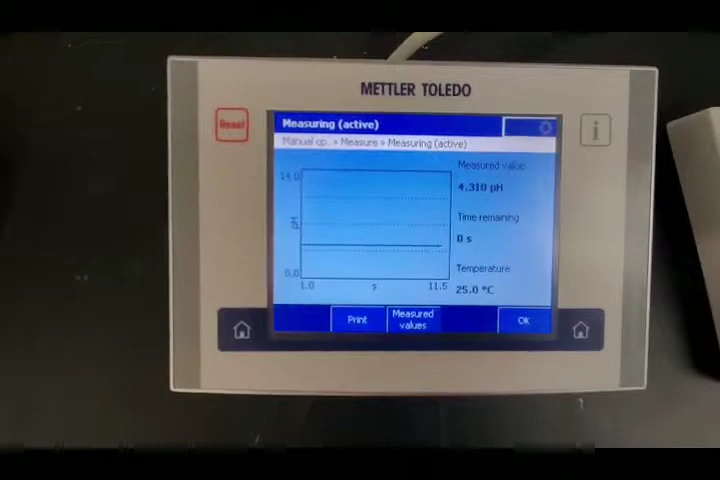 METTLER TOLEDO
Reset
i
Measuring (active)
Manual op. > Measure > Measuring (active)
Measured value
14.0
4.310 pH
Time remaining
pH
0 s
Temperature
0.0
1.0 s 11.5
25.0 °C
Print
Measured
values
OK